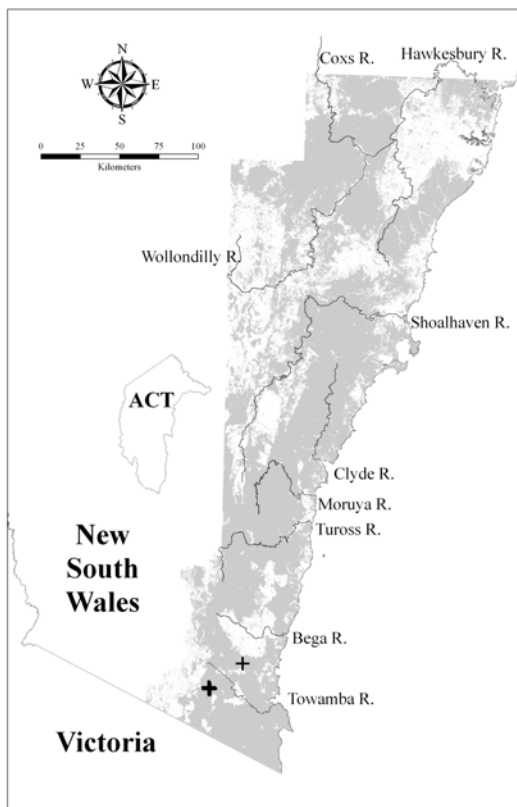 Coxs R.
Hawkesbury R.
N
W E
S
0 25 50 75 100
Kilometers
Wollondilly R.
Shoalhaven R.
ACT
Clyde R.
Moruya R.
Tuross R.
New
South
Wales
Bega R.
Towamba R.
Victoria